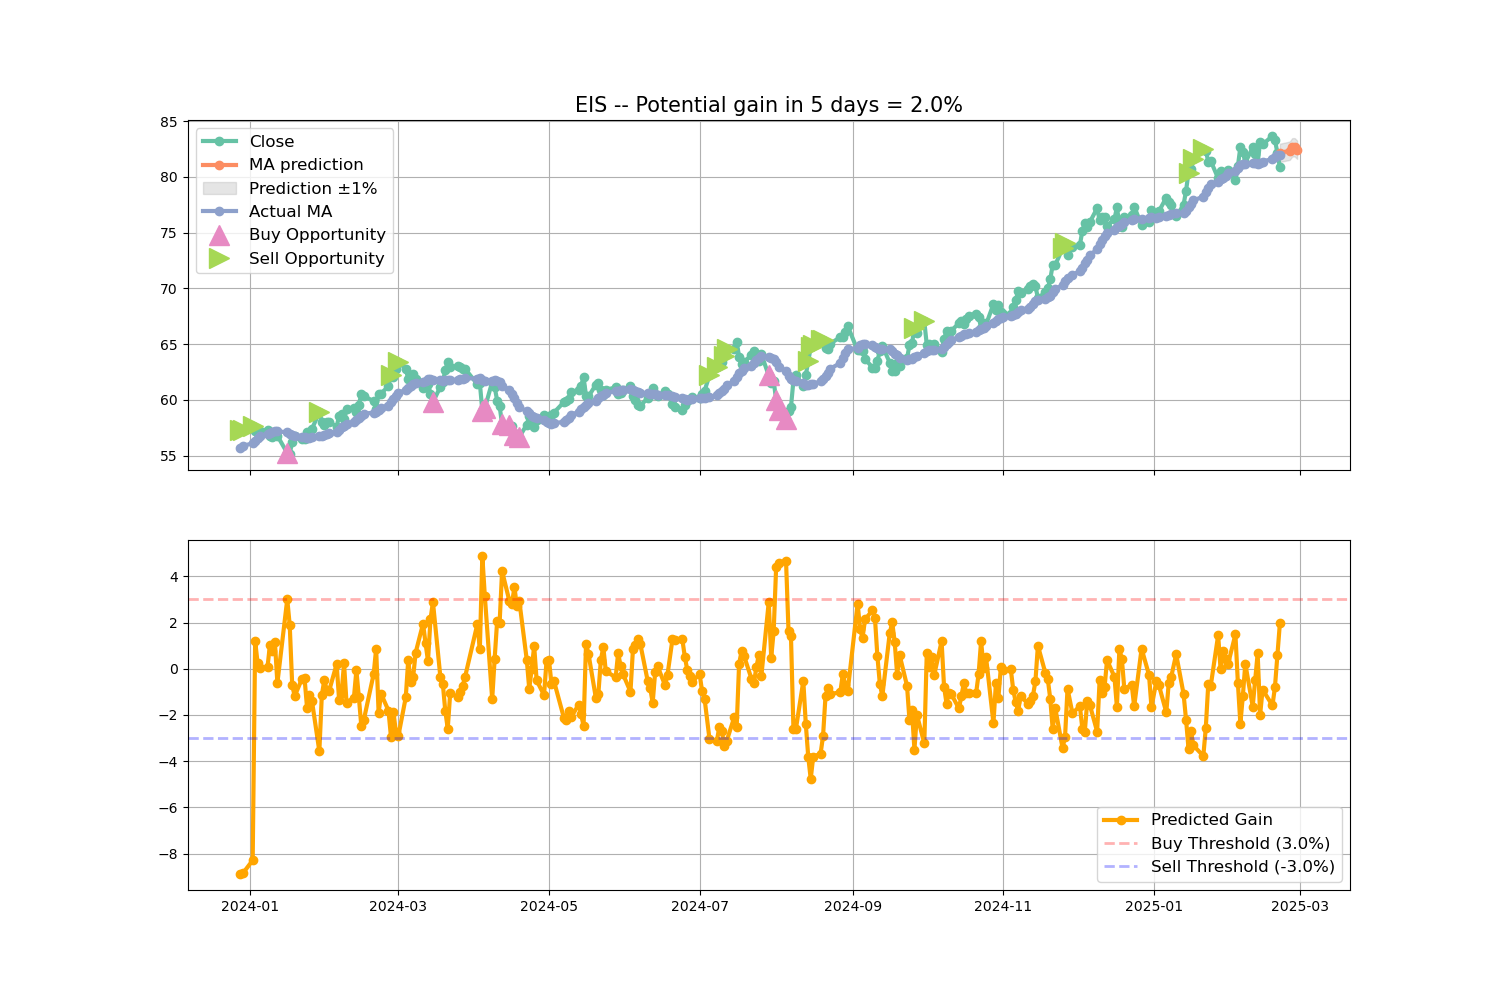 EIS -- Potential gain in 5 days = 2.0%
85
80
75
70
65
60
55
Close
MA prediction
Prediction ±1%
Actual MA
Buy Opportunity
Sell Opportunity
4
2
0
−2
−4
−6
−8
Predicted Gain
Buy Threshold (3.0%)
Sell Threshold (-3.0%)
2024-01 2024-03 2024-05 2024-07 2024-09 2024-11 2025-01 2025-03